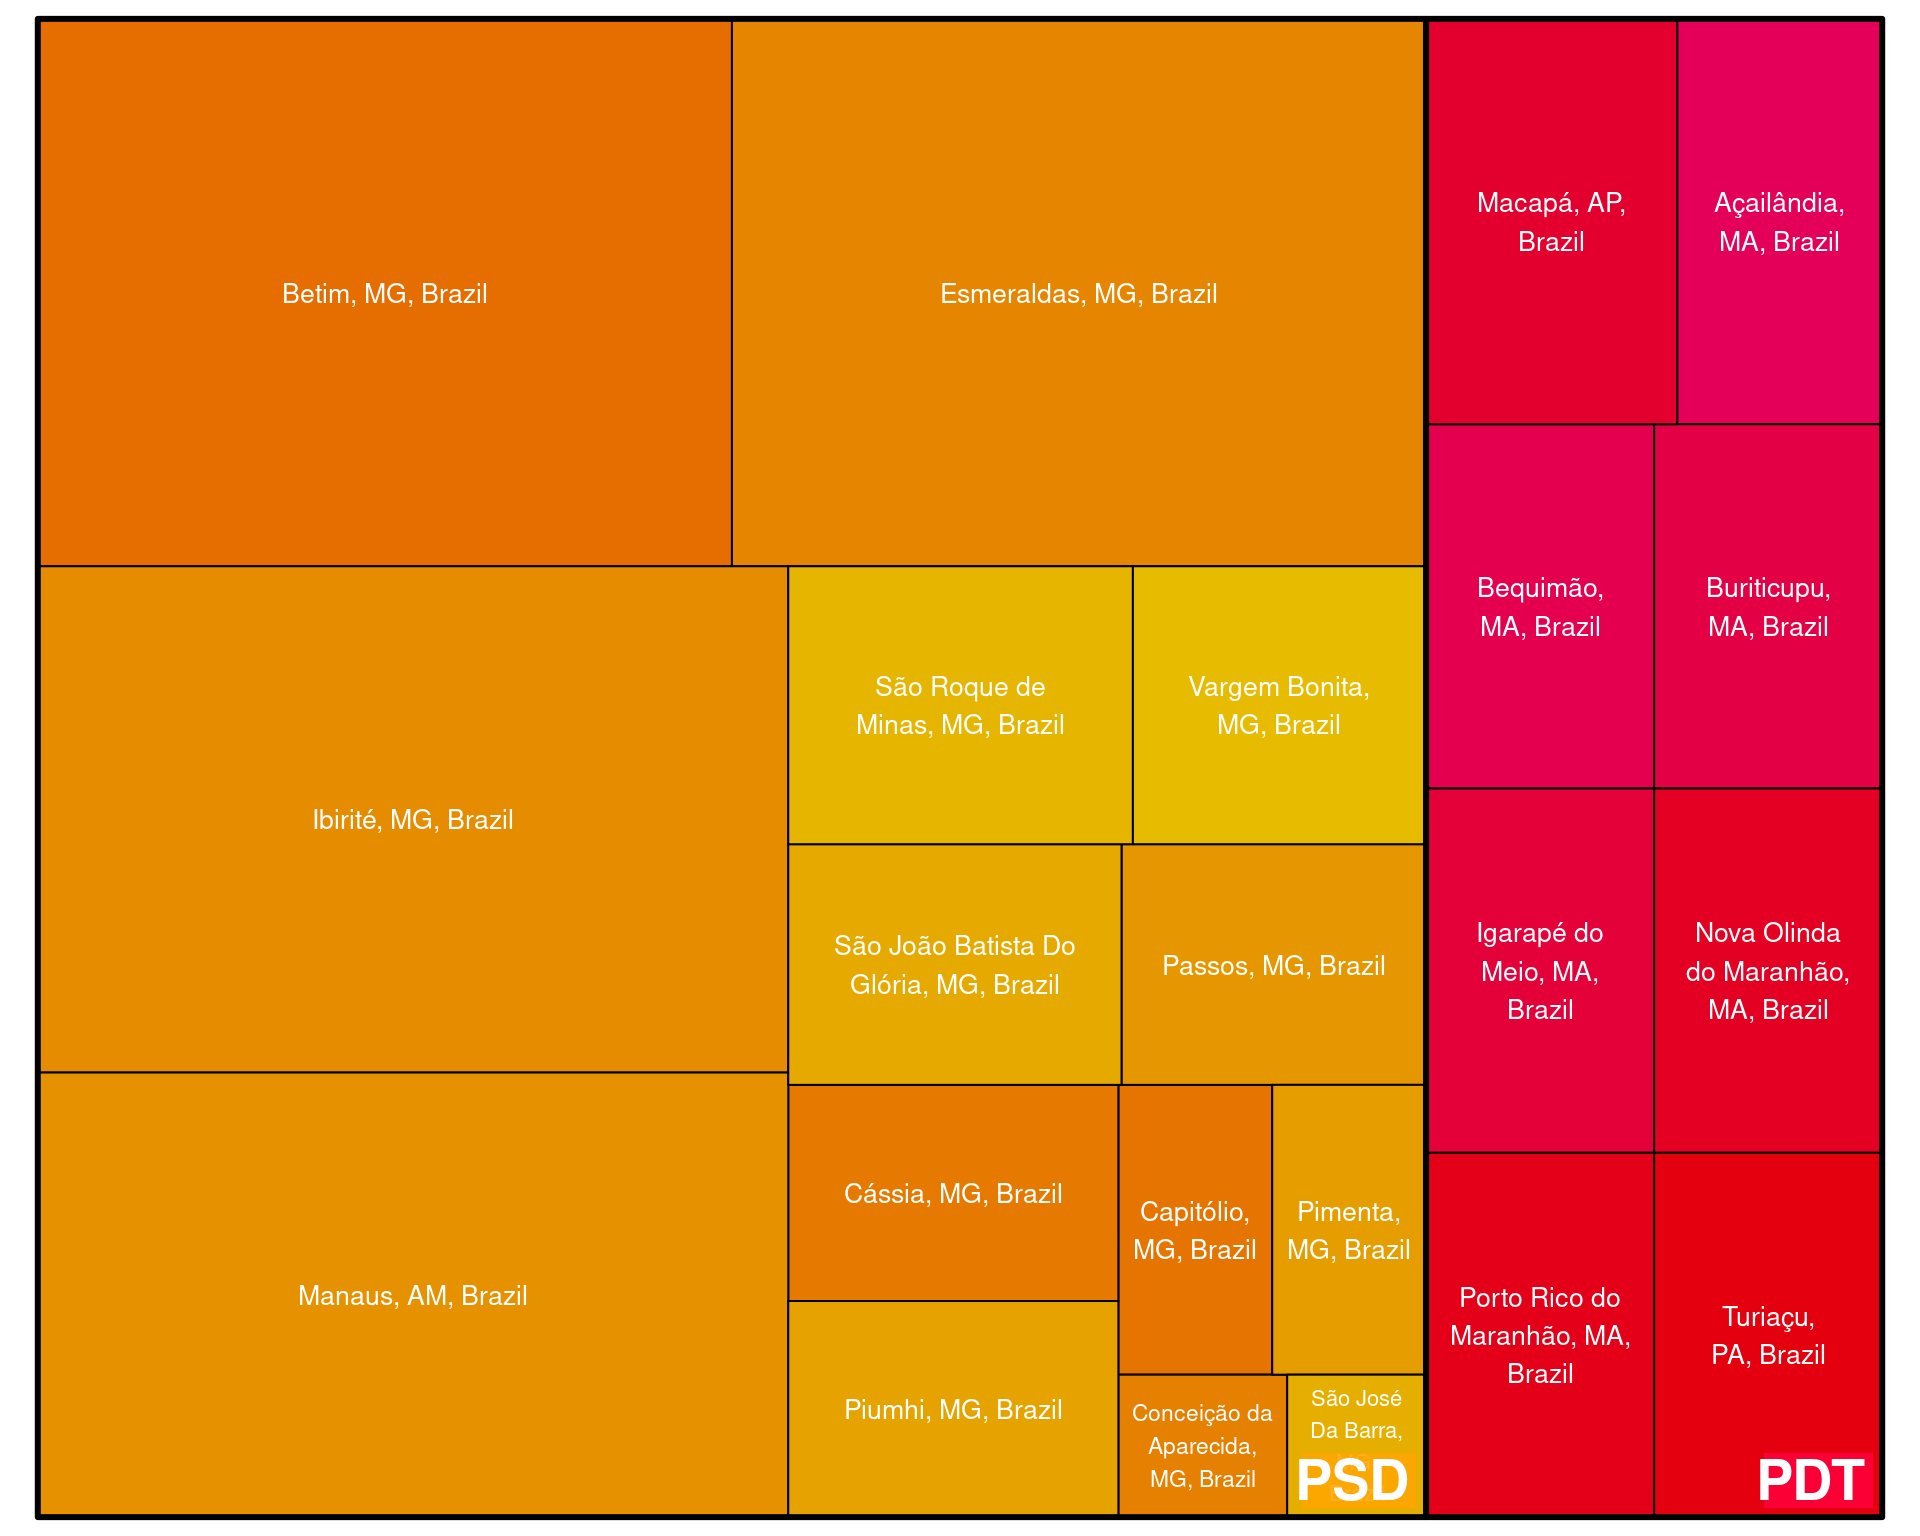 Betim, MG, Brazil
Esmeraldas, MG, Brazil
Ibirité, MG, Brazil
Manaus, AM, Brazil
São Roque de
Minas, MG, Brazil
Vargem Bonita,
MG, Brazil
São João Batista Do
Glória, MG, Brazil
Passos, MG, Brazil
Cássia, MG, Brazil
Piumhi, MG, Brazil
Capitólio,
MG, Brazil
Pimenta,
MG, Brazil
Conceição da
Aparecida,
MG, Brazil
São José
Da Barra,
PSD
Macapá, AP,
Brazil
Açailândia,
MA, Brazil
Bequimão,
MA, Brazil
Buriticupu,
MA, Brazil
Igarapé do
Meio, MA,
Brazil
Nova Olinda
do Maranhão,
MA, Brazil
Porto Rico do
Maranhão, MA,
Brazil
Turiaçu,
PA, Brazil
PDT